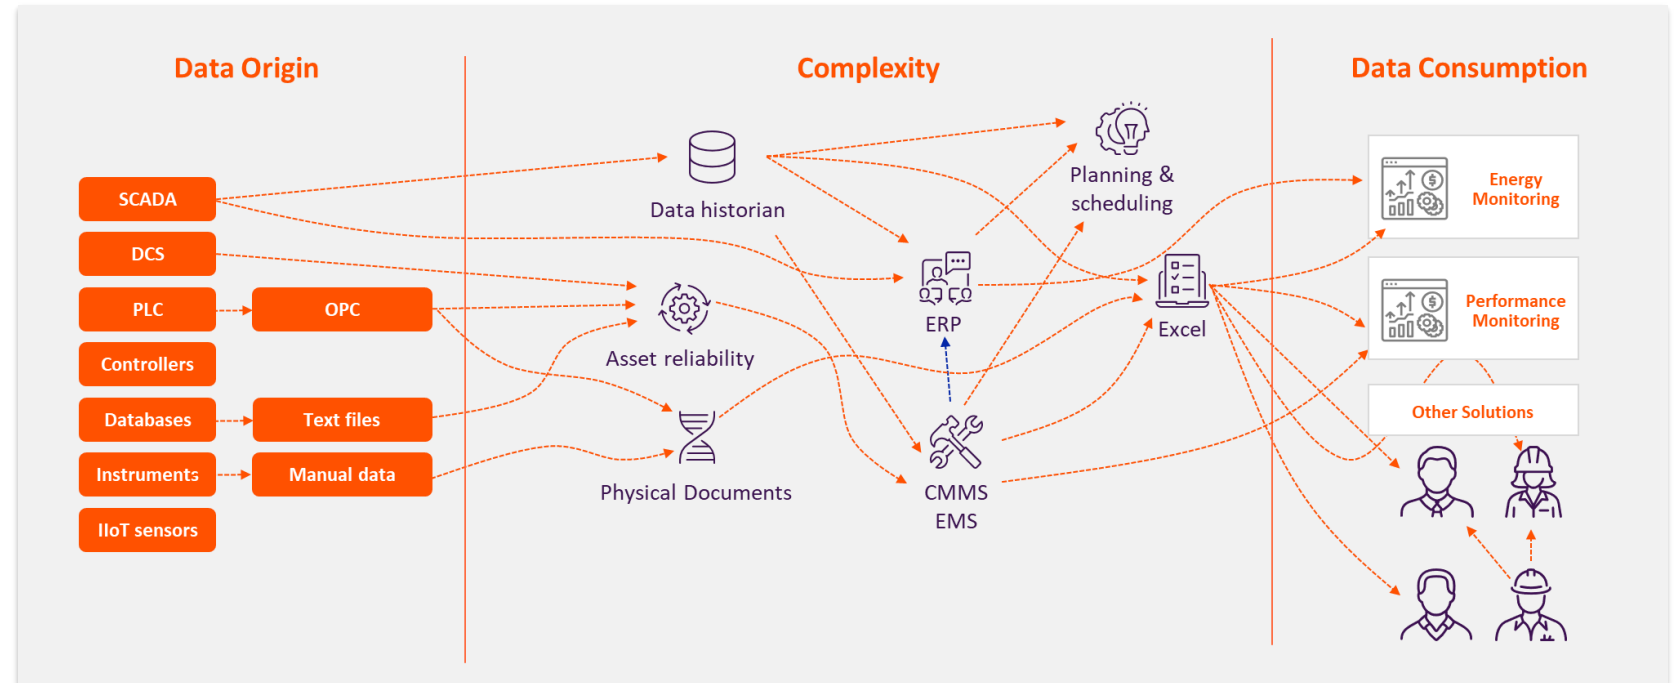 Data Origin
Complexity
Data Consumption
SCADA
DCS
PLC
OPC
Controllers
Databases
Text files
Instruments
Manual data
IIoT sensors
Data historian
Asset reliability
Physical Documents
Planning &
scheduling
ERP
CMMS
EMS
Excel
Energy
Monitoring
Performance
Monitoring
Other Solutions